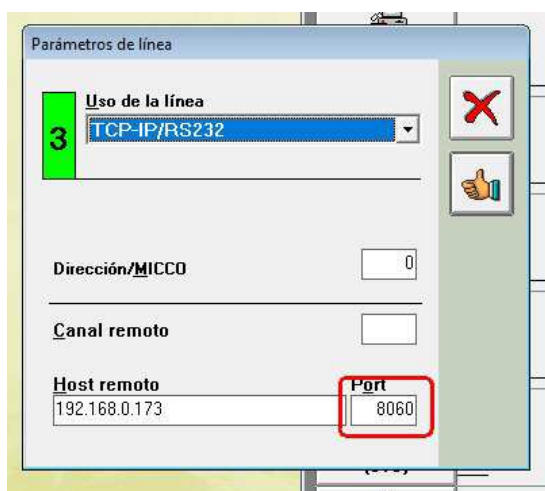 Parámetros de línea
Uso de la línea
3
TCP-IP/RS232
Dirección/MICCO
0
Canal remoto
Host remoto
Port
192.168.0.173
8060